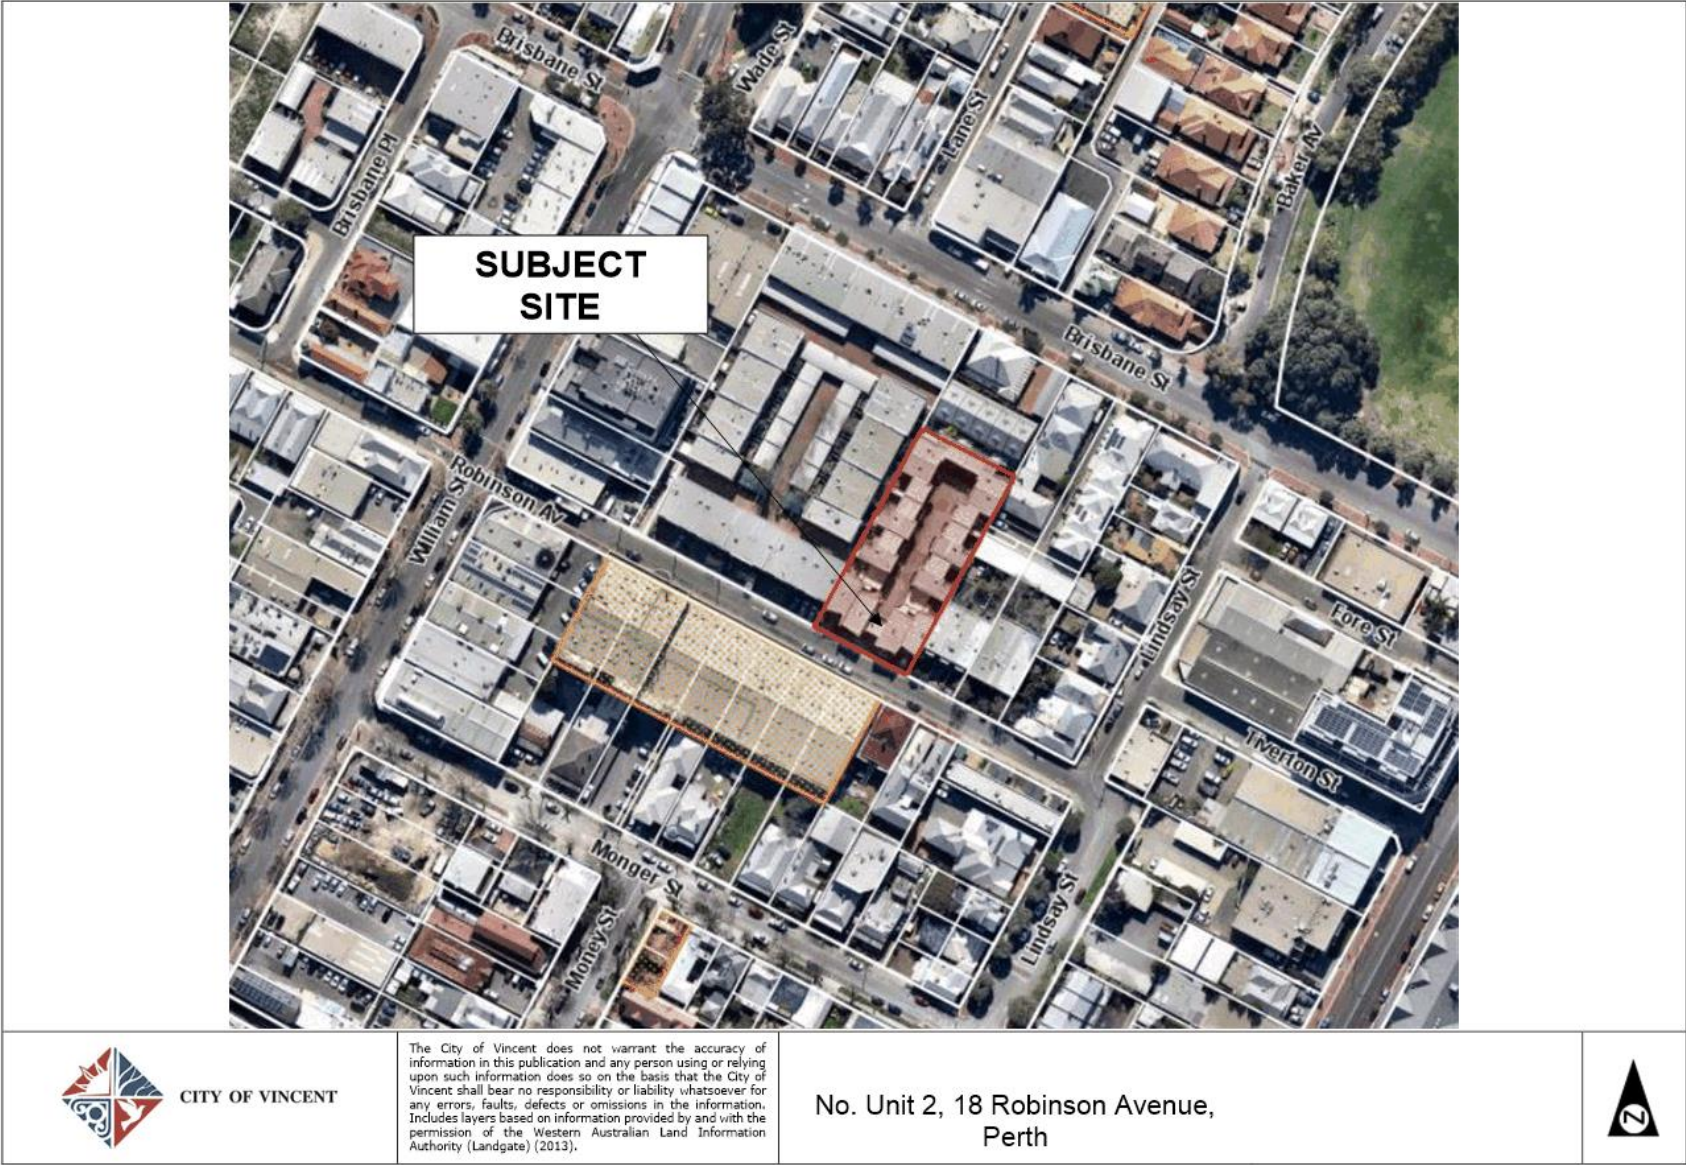 Brisbane St
Wade St
Lane St
Brisbane Pl
Baker Av
SUBJECT
SITE
Brisbane St
Robinson Av
William St
Lindsay St
Fore St
Tiverton St
Monger St
Money St
Lindsay St
CITY OF VINCENT
The City of Vincent does not warrant the accuracy of
information in this publication and any person using or relying
upon such information does so on the basis that the City of
Vincent shall bear no responsibility or liability whatsoever for
any errors, faults, defects or omissions in the information.
Includes layers based on information provided by and with the
permission of the Western Australian Land Information
Authority (Landgate) (2013).
No. Unit 2, 18 Robinson Avenue,
Perth
N